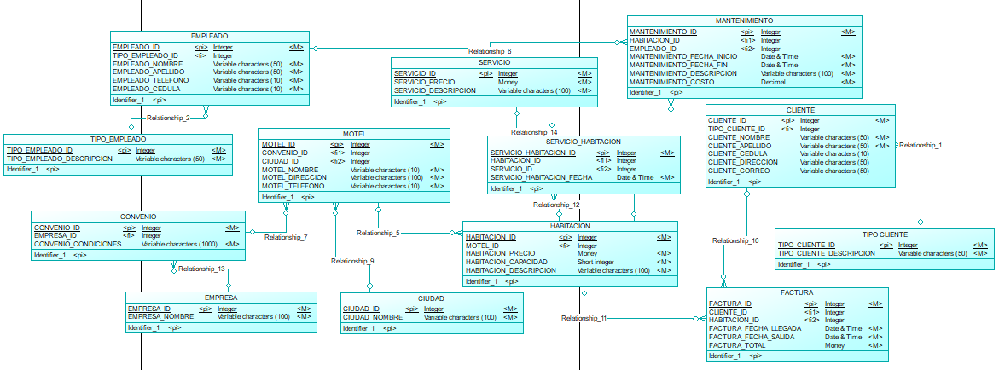 EMPLEADO
EMPLEADO_ID <pi> Integer <M>
TIPO_EMPLEADO_ID <fi> Integer
EMPLEADO_NOMBRE Variable characters (50) <M>
EMPLEADO_APELLIDO Variable characters (50) <M>
EMPLEADO_TELEFONO Variable characters (10) <M>
EMPLEADO_CEDULA Variable characters (10) <M>
Identifier_1 <pi>
Relationship_6
SERVICIO
SERVICIO_ID <pi> Integer <M>
SERVICIO_PRECIO Money <M>
SERVICIO_DESCRIPCION Variable characters (100) <M>
Identifier_1 <pi>
MANTENIMIENTO
MANTENIMIENTO_ID <pi> Integer <M>
HABITACION_ID <fi1> Integer
EMPLEADO_ID <fi2> Integer
MANTENIMIENTO_FECHA_INICIO Date & Time <M>
MANTENIMIENTO_FECHA_FIN Date & Time <M>
MANTENIMIENTO_DESCRIPCION Variable characters (100) <M>
MANTENIMIENTO_COSTO Decimal <M>
Identifier_1 <pi>
Relationship_2
TIPO_EMPLEADO
TIPO_EMPLEADO_ID <pi> Integer <M>
TIPO_EMPLEADO_DESCRIPCION Variable characters (50) <M>
Identifier_1 <pi>
MOTEL
MOTEL_ID <pi> Integer <M>
CONVENIO_ID <fi1> Integer
CIUDAD_ID <fi2> Integer
MOTEL_NOMBRE Variable characters (10) <M>
MOTEL_DIRECCION Variable characters (100) <M>
MOTEL_TELEFONO Variable characters (10) <M>
Identifier_1 <pi>
Relationship_14
SERVICIO_HABITACION
SERVICIO_HABITACION_ID <pi> Integer <M>
HABITACION_ID <fi1> Integer
SERVICIO_ID <fi2> Integer
SERVICIO_HABITACION_FECHA Date & Time <M>
Identifier_1 <pi>
CLIENTE
CLIENTE_ID <pi> Integer <M>
TIPO_CLIENTE_ID <fi> Integer
CLIENTE_NOMBRE Variable characters (50) <M>
CLIENTE_APELLIDO Variable characters (50) <M>
CLIENTE_CEDULA Variable characters (10) <M>
CLIENTE_DIRECCION Variable characters (50)
CLIENTE_CORREO Variable characters (50)
Identifier_1 <pi>
Relationship_1
Relationship_12
CONVENIO
CONVENIO_ID <pi> Integer <M>
EMPRESA_ID <fi> Integer
CONVENIO_CONDICIONES Variable characters (1000) <M>
Identifier_1 <pi>
Relationship_7
Relationship_5
HABITACION
HABITACION_ID <pi> Integer <M>
MOTEL_ID <fi> Integer
HABITACION_PRECIO Money <M>
HABITACION_CAPACIDAD Short integer <M>
HABITACION_DESCRIPCION Variable characters (100) <M>
Identifier_1 <pi>
Relationship_10
TIPO CLIENTE
TIPO_CLIENTE_ID <pi> Integer <M>
TIPO_CLIENTE_DESCRIPCION Variable characters (50) <M>
Identifier_1 <pi>
Relationship_9
Relationship_13
EMPRESA
EMPRESA_ID <pi> Integer <M>
EMPRESA_NOMBRE Variable characters (100) <M>
Identifier_1 <pi>
CIUDAD
CIUDAD_ID <pi> Integer <M>
CIUDAD_NOMBRE Variable characters (100) <M>
Identifier_1 <pi>
Relationship_11
FACTURA
FACTURA_ID <pi> Integer <M>
CLIENTE_ID <fi1> Integer
HABITACION_ID <fi2> Integer
FACTURA_FECHA_LLEGADA Date & Time <M>
FACTURA_FECHA_SALIDA Date & Time <M>
FACTURA_TOTAL Money <M>
Identifier_1 <pi>